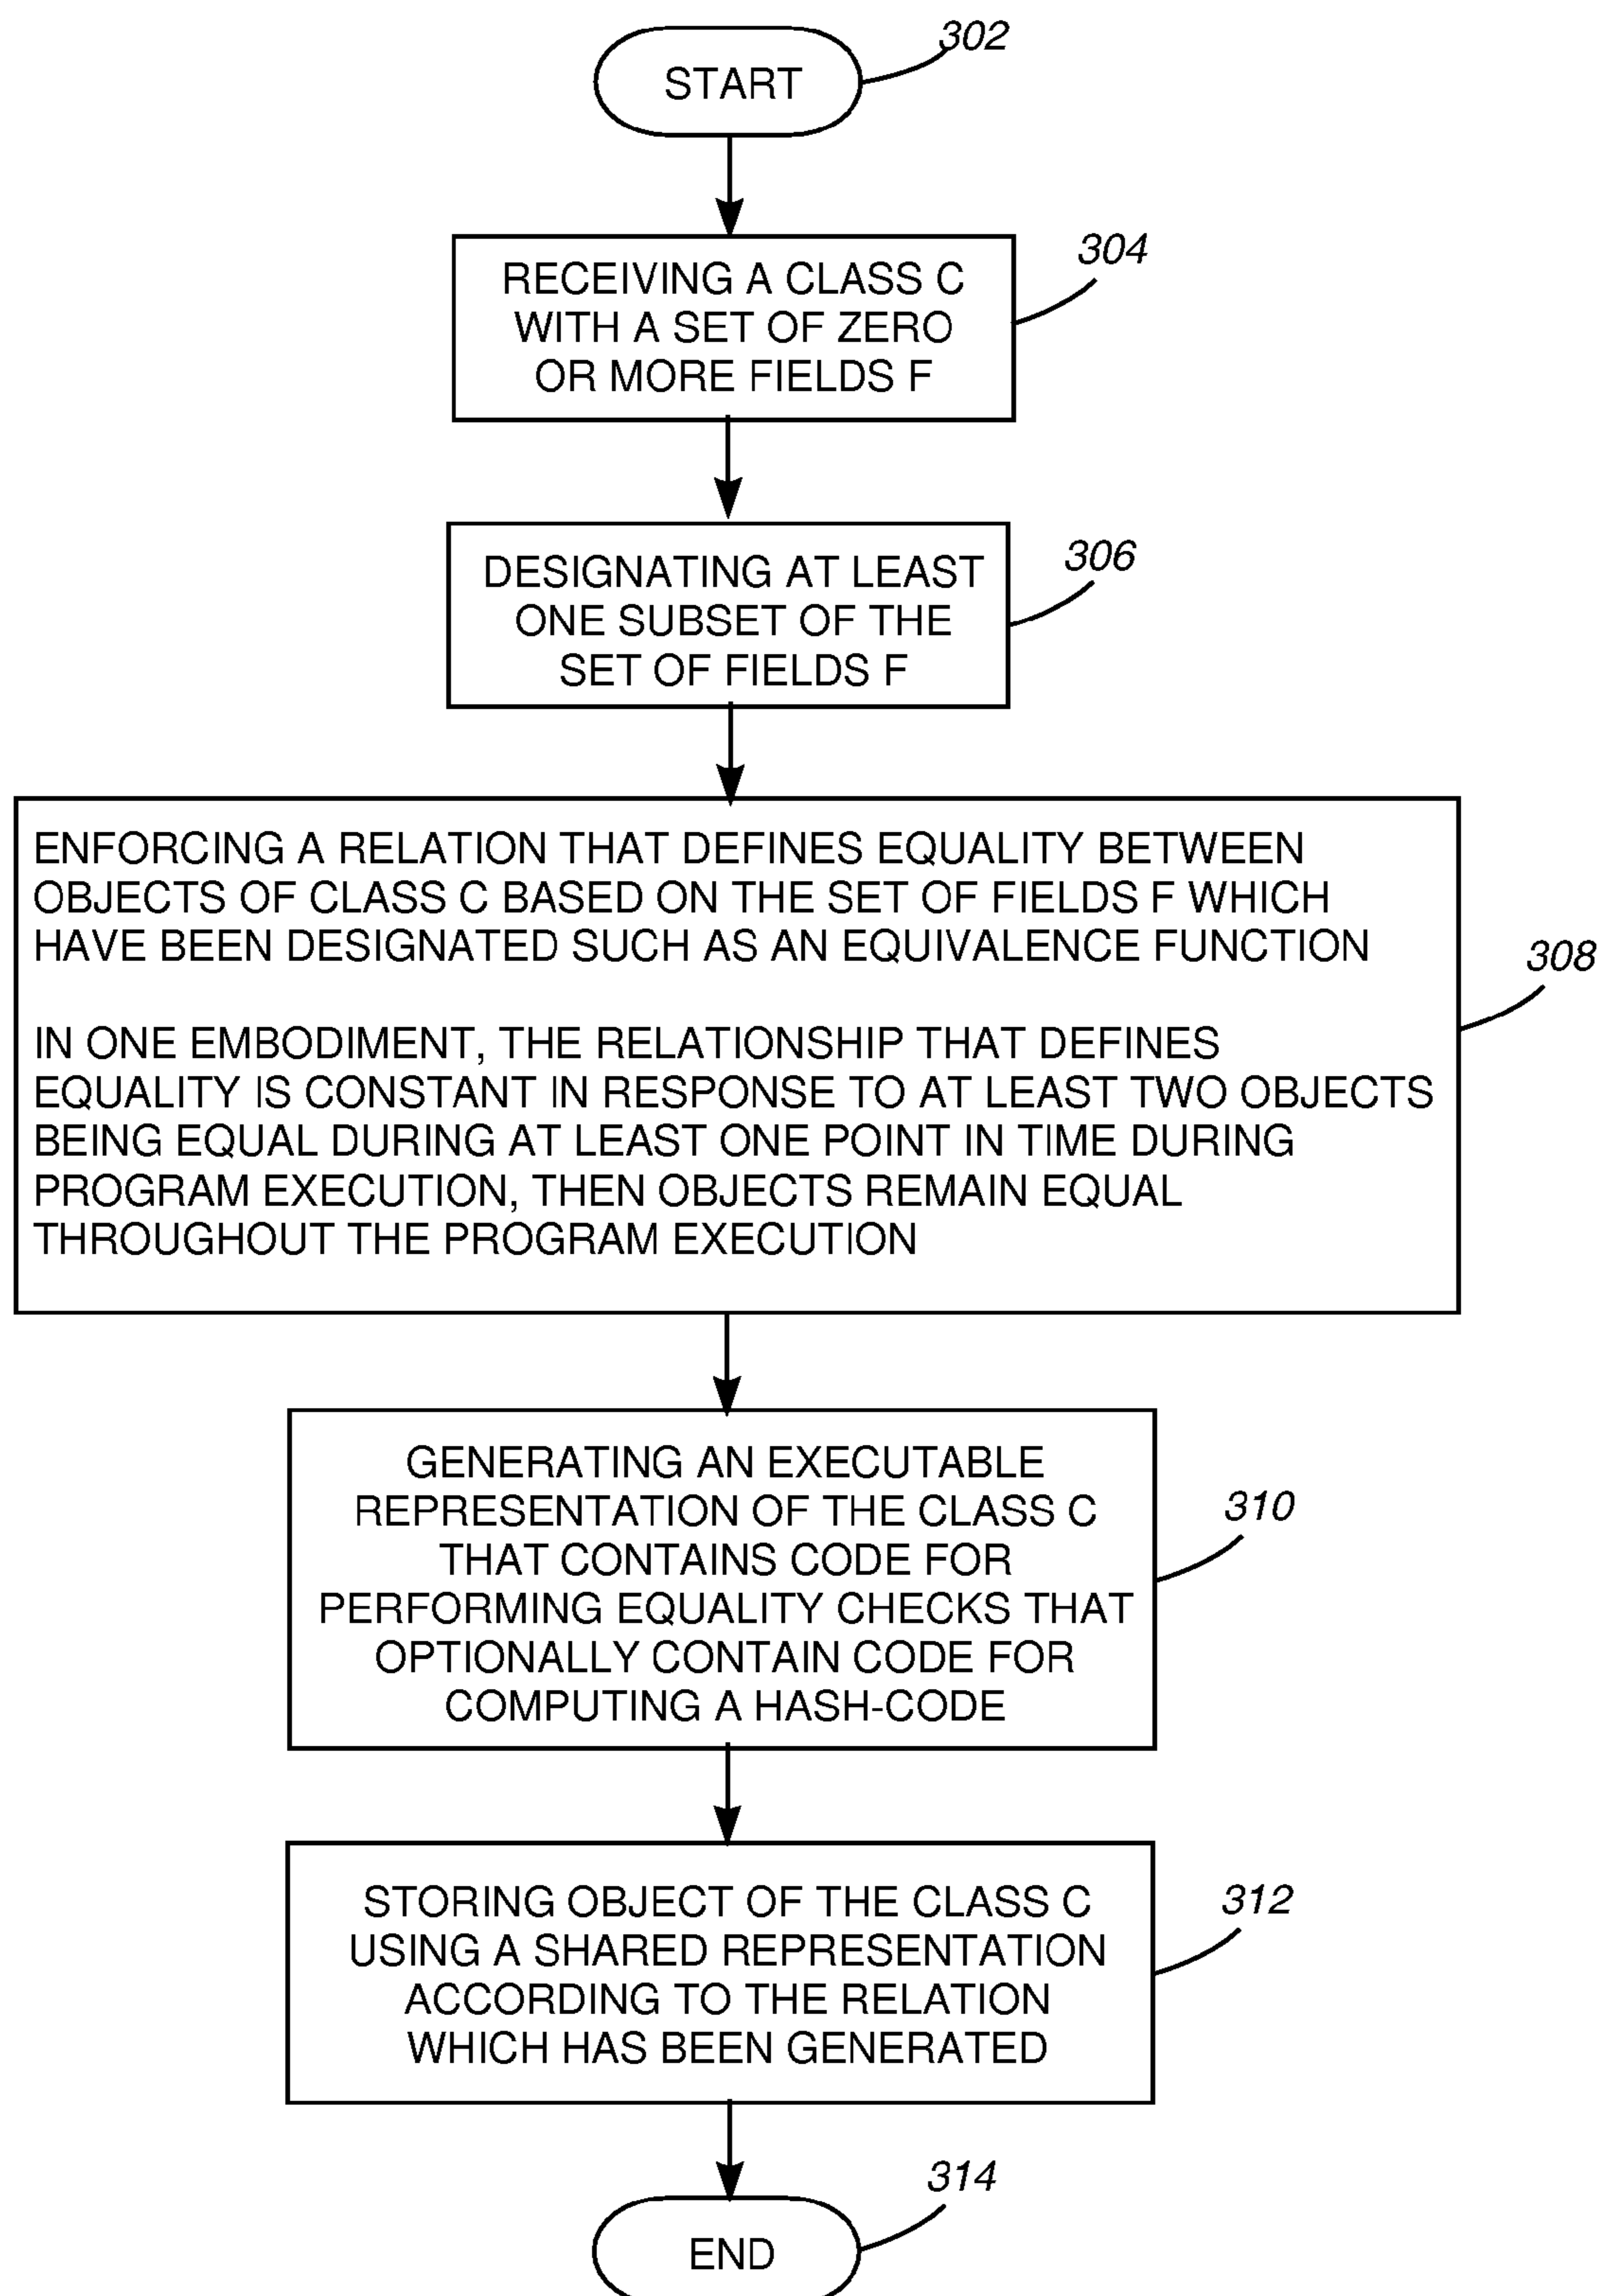 302
START
304
RECEIVING A CLASS C
WITH A SET OF ZERO
OR MORE FIELDS F
306
DESIGNATING AT LEAST
ONE SUBSET OF THE
SET OF FIELDS F
ENFORCING A RELATION THAT DEFINES EQUALITY BETWEEN
OBJECTS OF CLASS C BASED ON THE SET OF FIELDS F WHICH
HAVE BEEN DESIGNATED SUCH AS AN EQUIVALENCE FUNCTION
308
IN ONE EMBODIMENT, THE RELATIONSHIP THAT DEFINES
EQUALITY IS CONSTANT IN RESPONSE TO AT LEAST TWO OBJECTS
BEING EQUAL DURING AT LEAST ONE POINT IN TIME DURING
PROGRAM EXECUTION, THEN OBJECTS REMAIN EQUAL
THROUGHOUT THE PROGRAM EXECUTION
GENERATING AN EXECUTABLE
REPRESENTATION OF THE CLASS C
310
THAT CONTAINS CODE FOR
PERFORMING EQUALITY CHECKS THAT
OPTIONALLY CONTAIN CODE FOR
COMPUTING A HASH-CODE
312
STORING OBJECT OF THE CLASS C
USING A SHARED REPRESENTATION
ACCORDING TO THE RELATION
WHICH HAS BEEN GENERATED
314
END